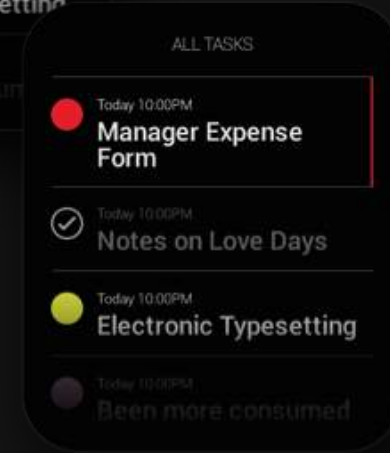 etting
ALL TASKS
Today 10:00PM
Manager Expense
Form
Today 10:00PM
Notes on Love Days
Today 10:00PM
Electronic Typesetting
Today 10:00PM
Been more consumed